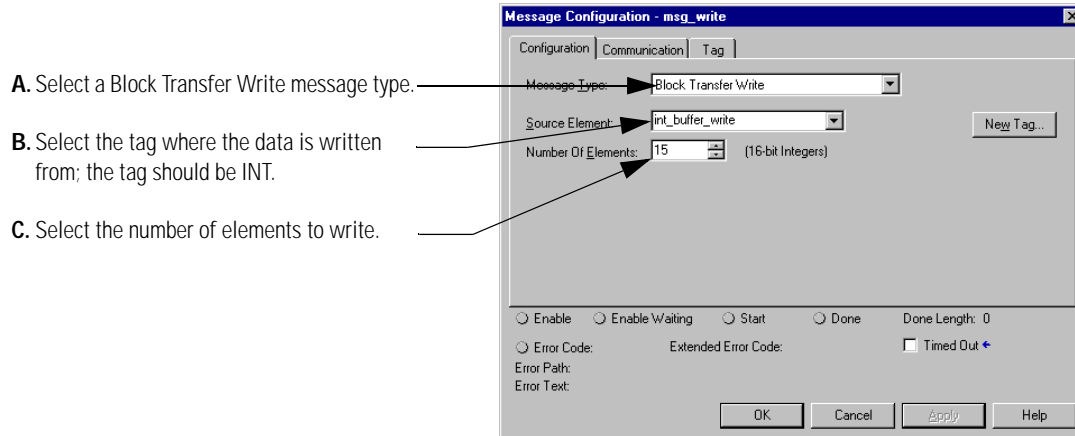 Message Configuration - msg_write
Configuration Communication Tag
A. Select a Block Transfer Write message type.
Message Type: Block Transfer Write
B. Select the tag where the data is written
from; the tag should be INT.
Source Element: int_buffer_write New Tag...
Number Of Elements: 15 (16-bit Integers)
C. Select the number of elements to write.
Enable Enable Waiting Start Done Done Length: 0
Error Code: Extended Error Code: Timed Out
Error Path:
Error Text:
OK Cancel Apply Help